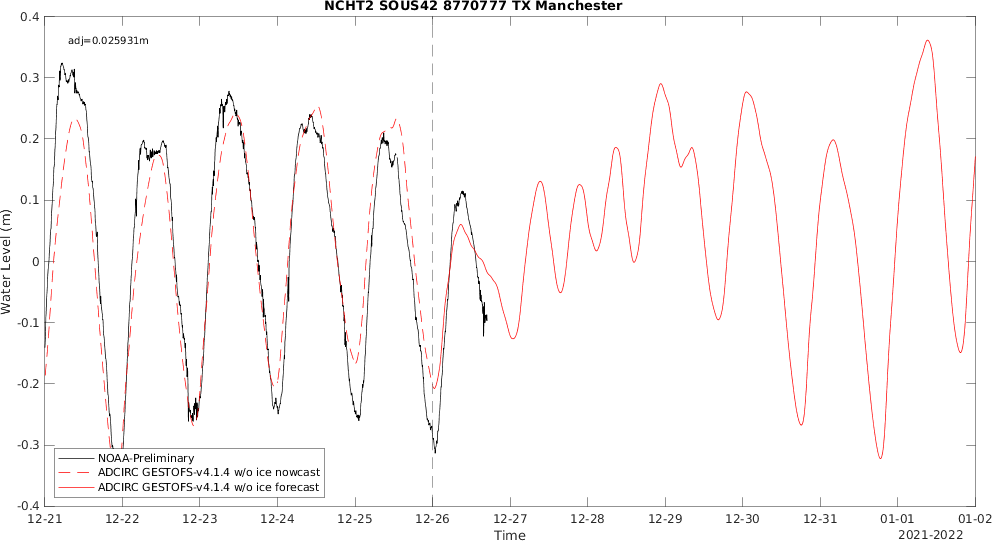 NCHT2 SOUS42 8770777 TX Manchester
adj=0.025931m
Water Level (m)
0.4
0.3
0.2
0.1
0
-0.1
-0.2
-0.3
-0.4
NOAA-Preliminary
ADCIRC GESTOFS-v4.1.4 w/o ice nowcast
ADCIRC GESTOFS-v4.1.4 w/o ice forecast
12-21 12-22 12-23 12-24 12-25 12-26 12-27 12-28 12-29 12-30 12-31 01-01 01-02
Time
2021-2022